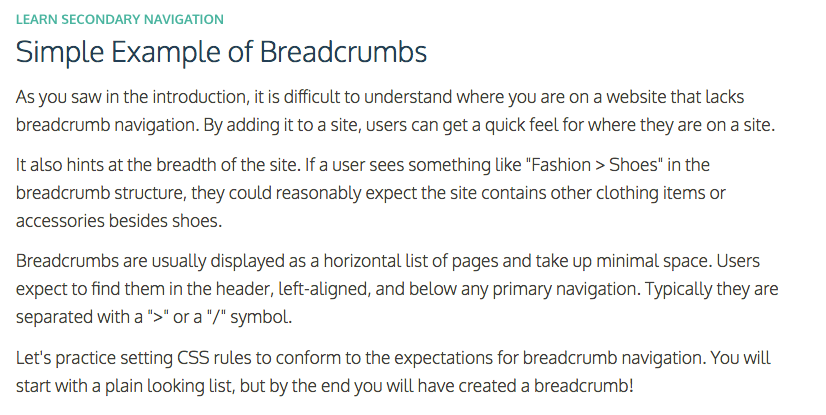 LEARN SECONDARY NAVIGATION
Simple Example of Breadcrumbs
As you saw in the introduction, it is difficult to understand where you are on a website that lacks
breadcrumb navigation. By adding it to a site, users can get a quick feel for where they are on a site.
It also hints at the breadth of the site. If a user sees something like "Fashion > Shoes" in the
breadcrumb structure, they could reasonably expect the site contains other clothing items or
accessories besides shoes.
Breadcrumbs are usually displayed as a horizontal list of pages and take up minimal space. Users
expect to find them in the header, left-aligned, and below any primary navigation. Typically they are
separated with a ">" or a "/" symbol.
Let's practice setting CSS rules to conform to the expectations for breadcrumb navigation. You will
start with a plain looking list, but by the end you will have created a breadcrumb!